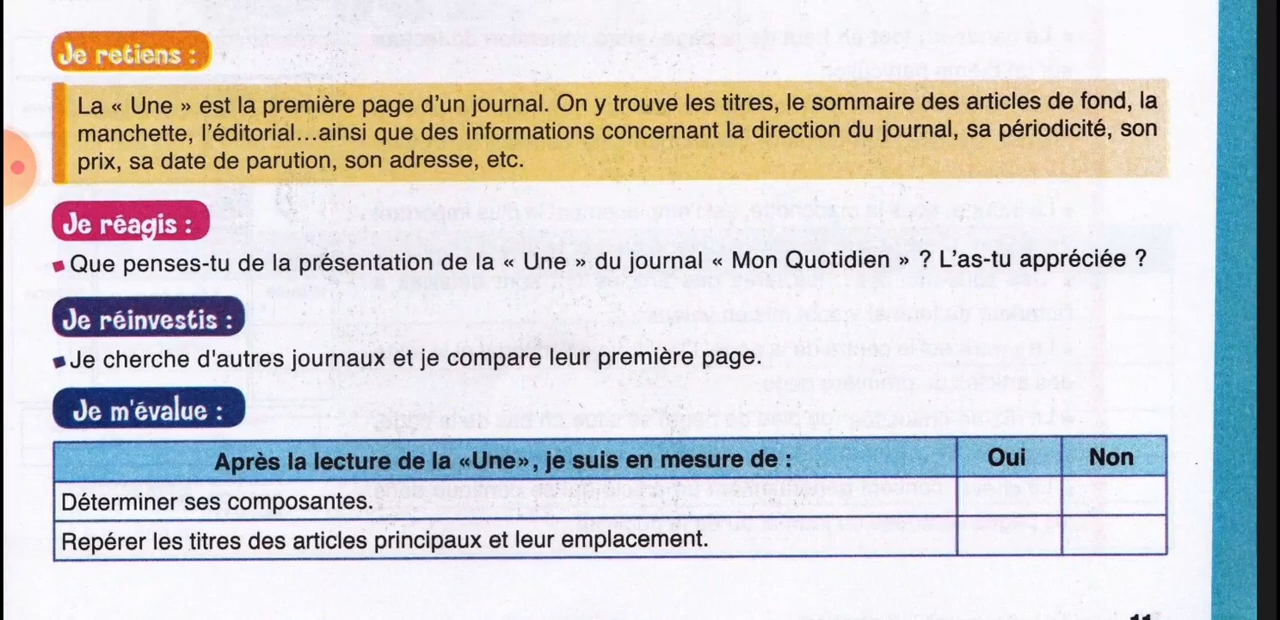 Je retiens :
La « Une » est la première page d'un journal. On y trouve les titres, le sommaire des articles de fond, la
manchette, l'éditorial...ainsi que des informations concernant la direction du journal, sa périodicité, son
prix, sa date de parution, son adresse, etc.
Je réagis :
Que penses-tu de la présentation de la « Une » du journal « Mon Quotidien » ? L'as-tu appréciée ?
Je réinvestis :
Je cherche d'autres journaux et je compare leur première page.
Je m'évalue :
Après la lecture de la «Une», je suis en mesure de : Oui Non
Déterminer ses composantes.
Repérer les titres des articles principaux et leur emplacement.